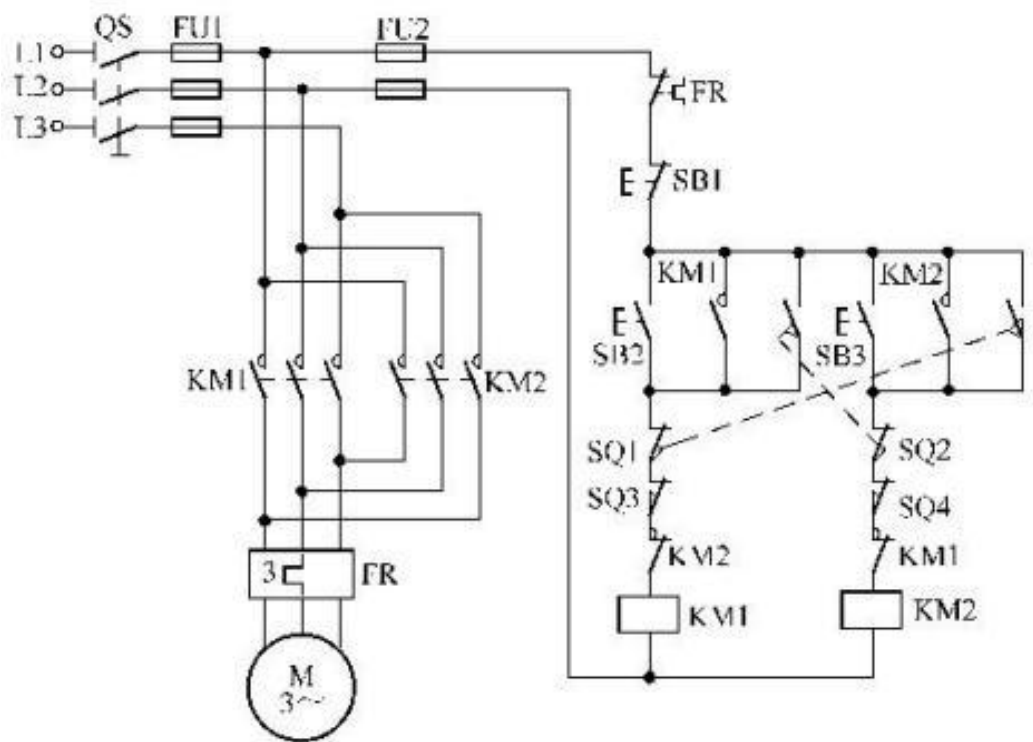 QS FU1 FU2
L1
L2
L3
FR
SB1
KM1 KM2
SB2 SB3
KM1 KM2
SQ1 SQ2
SQ3 SQ4
KM2 KM1
3 FR
KM1 KM2
M
3~